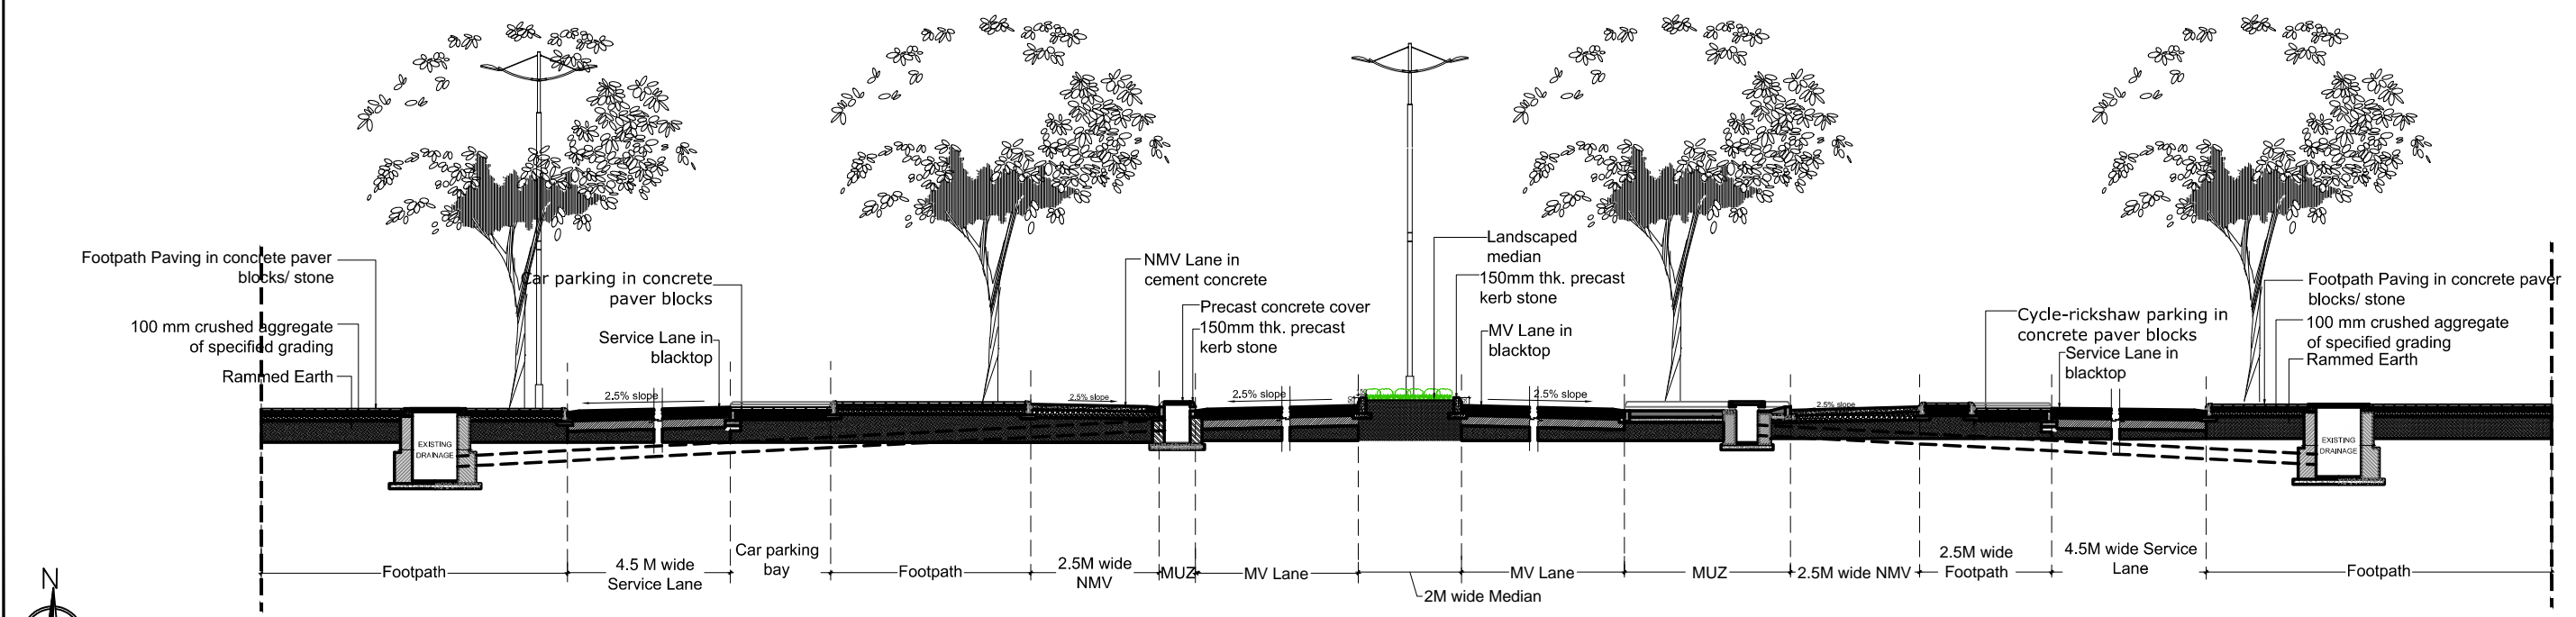 Footpath Paving in concrete paver
blocks/ stone
100 mm crushed aggregate
of specified grading
Rammed Earth
Car parking in concrete
paver blocks
Service Lane in
blacktop
NMV Lane in
cement concrete
Precast concrete cover
150mm thk. precast
kerb stone
Landscaped
median
150mm thk. precast
kerb stone
MV Lane in
blacktop
Cycle-rickshaw parking in
concrete paver blocks
Service Lane in
blacktop
Footpath Paving in concrete paver
blocks/ stone
100 mm crushed aggregate
of specified grading
Rammed Earth
2.5% slope
2.5% slope
2.5% slope
2.5% slope
2.5% slope
EXISTING
DRAINAGE
EXISTING
DRAINAGE
Footpath
4.5 M wide
Service Lane
Car parking
bay
Footpath
2.5M wide
NMV
MUZ
MV Lane
2M wide Median
MV Lane
MUZ
2.5M wide NMV
2.5M wide
Footpath
4.5M wide Service
Lane
Footpath
N